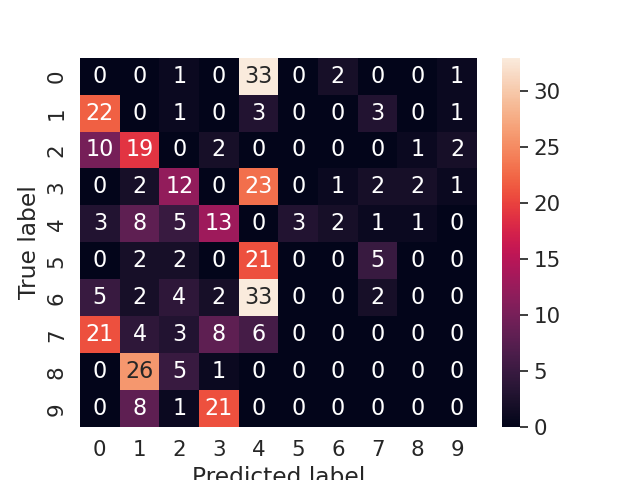 0 0 0 1 0 33 0 2 0 0 1
1 22 0 1 0 3 0 0 3 0 1
2 10 19 0 2 0 0 0 0 1 2
3 0 2 12 0 23 0 1 2 2 1
4 3 8 5 13 0 3 2 1 1 0
5 0 2 2 0 21 0 0 5 0 0
6 5 2 4 2 33 0 0 2 0 0
7 21 4 3 8 6 0 0 0 0 0
8 0 26 5 1 0 0 0 0 0 0
9 0 8 1 21 0 0 0 0 0 0
0 1 2 3 4 5 6 7 8 9
True label
Predicted label
30
25
20
15
10
5
0